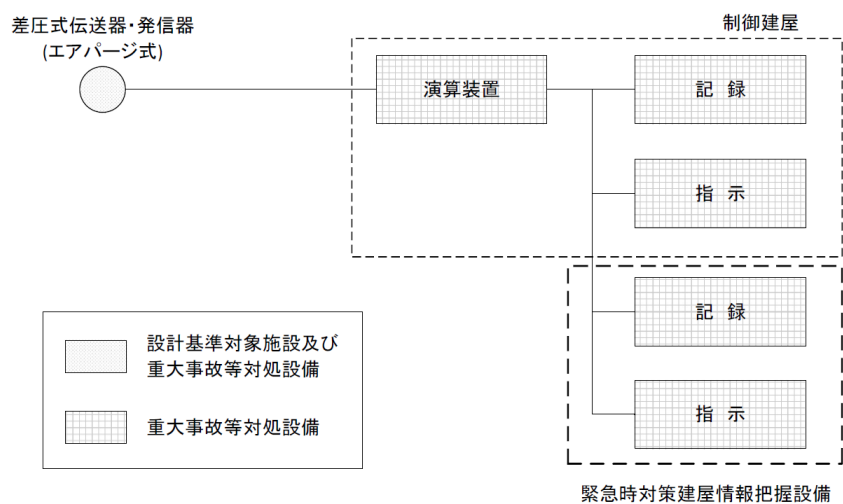 差圧式伝送器・発信器
(エアパージ式)
制御建屋
演算装置
記 録
指 示
記 録
指 示
設計基準対象施設及び
重大事故等対処設備
重大事故等対処設備
緊急時対策建屋情報把握設備